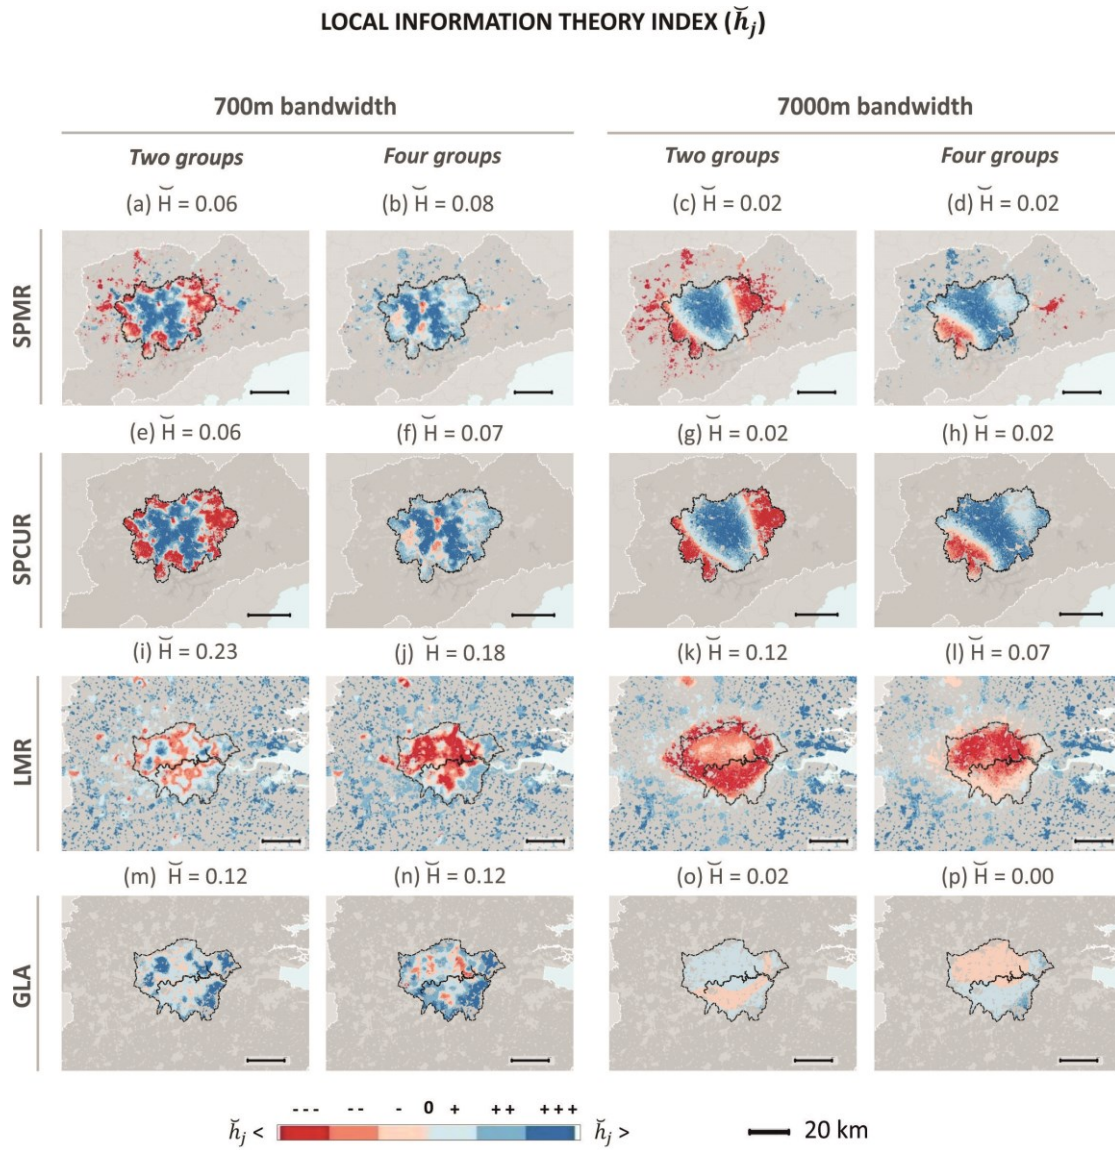 LOCAL INFORMATION THEORY INDEX (h̆ⱼ)
700m bandwidth 7000m bandwidth
Two groups Four groups Two groups Four groups
(a) H̆ = 0.06 (b) H̆ = 0.08 (c) H̆ = 0.02 (d) H̆ = 0.02
SPMR
(e) H̆ = 0.06 (f) H̆ = 0.07 (g) H̆ = 0.02 (h) H̆ = 0.02
SPCUR
(i) H̆ = 0.23 (j) H̆ = 0.18 (k) H̆ = 0.12 (l) H̆ = 0.07
LMR
(m) H̆ = 0.12 (n) H̆ = 0.12 (o) H̆ = 0.02 (p) H̆ = 0.00
GLA
--- -- - 0 + ++ +++
h̆ⱼ < h̆ⱼ > 20 km